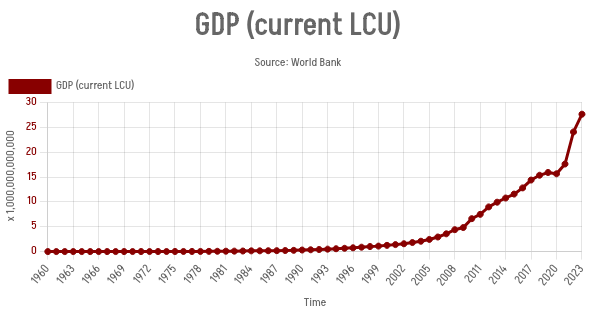 GDP (current LCU)
Source: World Bank
GDP (current LCU)
x 1,000,000,000,000
30
25
20
15
10
5
0
1960 1963 1966 1969 1972 1975 1978 1981 1984 1987 1990 1993 1996 1999 2002 2005 2008 2011 2014 2017 2020 2023
Time